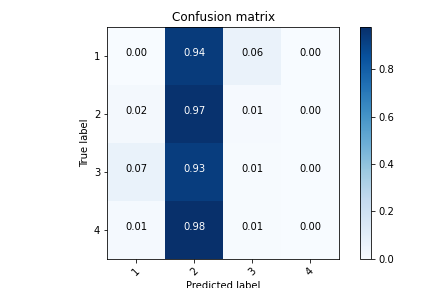 Confusion matrix
1 0.00 0.94 0.06 0.00
2 0.02 0.97 0.01 0.00
3 0.07 0.93 0.01 0.00
4 0.01 0.98 0.01 0.00
True label
1 2 3 4
Predicted label
0.8
0.6
0.4
0.2
0.0